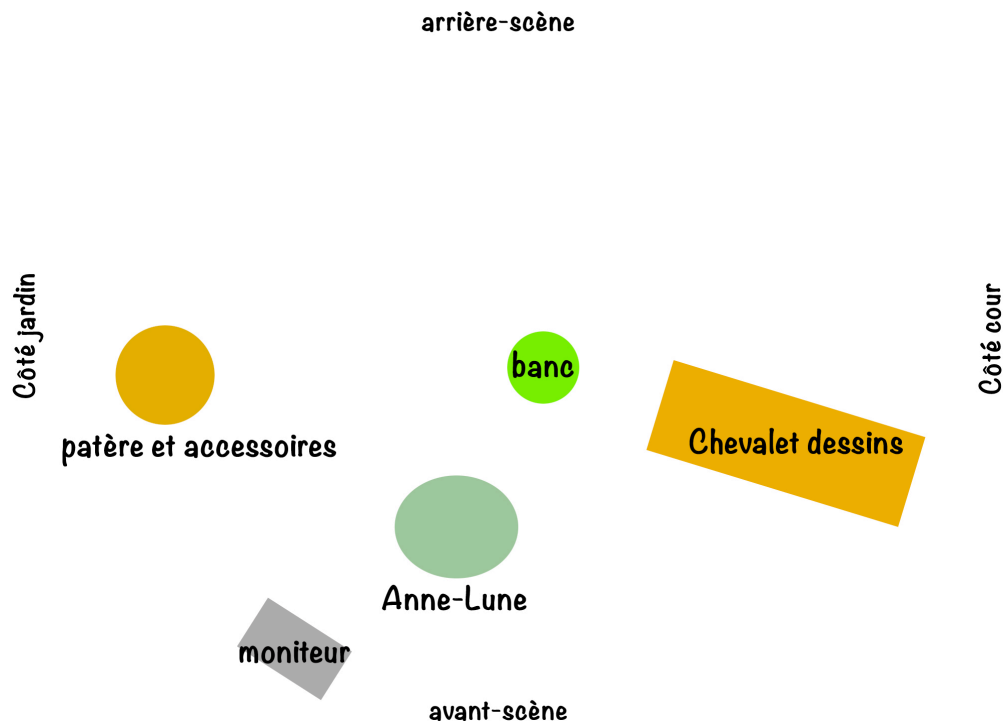 arrière-scène
Côté jardin
Côté cour
banc
patère et accessoires
Chevalet dessins
Anne-Lune
moniteur
avant-scène